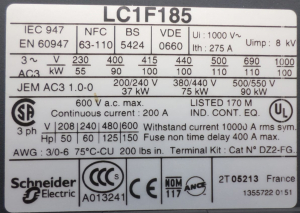 LC1F185
IEC 947 NFC BS VDE Ui : 1000 V~
EN 60947 63-110 5424 0660 Ith : 275 A Uimp : 8 kV
3 ~ V 230 400 415 440 500 690 1000
AC3 kW 55 90 100 100 110 110 100
JEM AC3 1.0-0 200/240 V 380/440 V 500/550 V
37 kW 75 kW 90 kW
600 V a.c. max. LISTED 170 M
Continuous current : 200 A IND. CONT. EQ.
3 ph V 208 240 480 600 Withstand current 10000 A rms sym.
Hp 50 60 125 150 Fuse non time delay 400 A max.
AWG : 3/0-6 75°C-CU 200 lbs in. Terminal Kit : Cat N° DZ2-FG.
Schneider Electric
CCC
A013241
NOM
117
ANCE
2T 05213 France
1355722 01 51